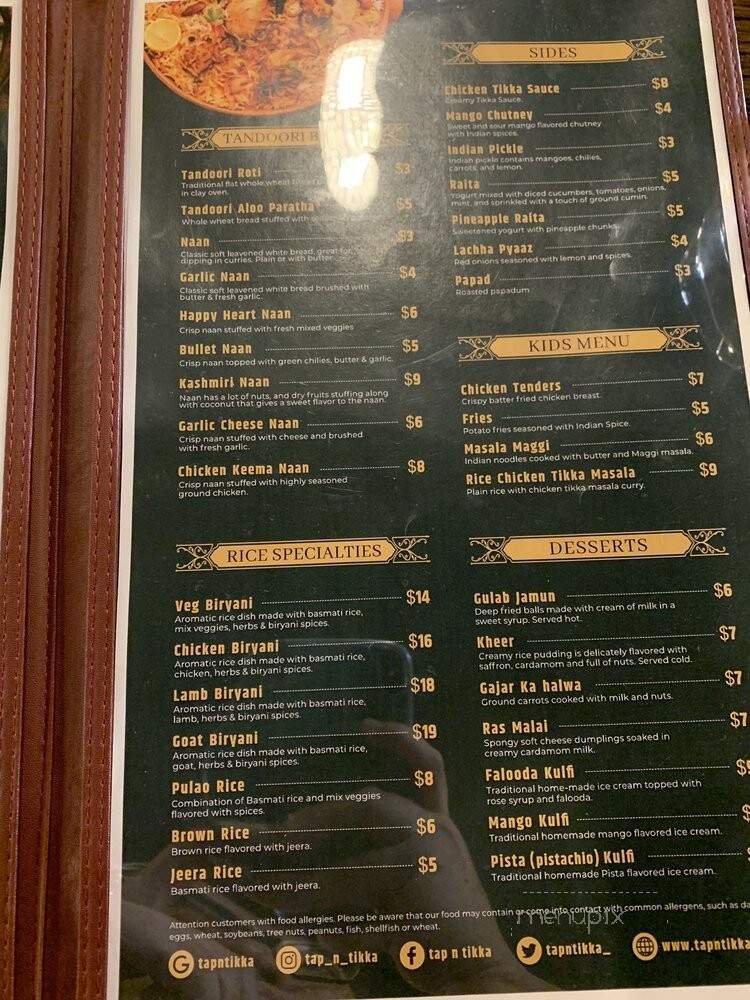 TANDOORI
Tandoori Roti $3
Traditional flat whole wheat
in clay oven.
Tandoori Aloo Paratha $5
Whole wheat bread stuffed with
Naan $3
Classic soft leavened white bread, great for
dipping in curries. Plain or with butter
Garlic Naan $4
Classic soft leavened white bread brushed with
butter & fresh garlic.
Happy Heart Naan $6
Crisp naan stuffed with fresh mixed veggies
Bullet Naan $5
Crisp naan topped with green chilies, butter & garlic.
Kashmiri Naan $9
Naan has a lot of nuts, and dry fruits stuffing along
with coconut that gives a sweet flavor to the naan.
Garlic Cheese Naan $6
Crisp naan stuffed with cheese and brushed
with fresh garlic.
Chicken Keema Naan $8
Crisp naan stuffed with highly seasoned
ground chicken.
RICE SPECIALTIES
Veg Biryani $14
Aromatic rice dish made with basmati rice,
mix veggies, herbs & biryani spices.
Chicken Biryani $16
Aromatic rice dish made with basmati rice,
chicken, herbs & biryani spices.
Lamb Biryani $18
Aromatic rice dish made with basmati rice,
lamb, herbs & biryani spices.
Goat Biryani $19
Aromatic rice dish made with basmati rice,
goat, herbs & biryani spices.
Pulao Rice $8
Combination of Basmati rice and mix veggies
flavored with spices.
Brown Rice $6
Brown rice flavored with jeera.
Jeera Rice $5
Basmati rice flavored with jeera.
SIDES
Chicken Tikka Sauce $8
Creamy Tikka Sauce.
Mango Chutney $4
Sweet and sour mango flavored chutney
with Indian spices.
Indian Pickle $3
Indian pickle contains mangoes, chilies,
carrots, and lemon.
Raita $5
Yogurt mixed with diced cucumbers, tomatoes, onions,
mint, and sprinkled with a touch of ground cumin.
Pineapple Raita $5
Sweetened yogurt with pineapple chunks
Lachha Pyaaz $4
Red onions seasoned with lemon and spices.
Papad $3
Roasted papadum
KIDS MENU
Chicken Tenders $7
Crispy batter fried chicken breast.
Fries $5
Potato fries seasoned with Indian Spice.
Masala Maggi $6
Indian noodles cooked with butter and Maggi masala.
Rice Chicken Tikka Masala $9
Plain rice with chicken tikka masala curry.
DESSERTS
Gulab Jamun $6
Deep fried balls made with cream of milk in a
sweet syrup. Served hot.
Kheer $7
Creamy rice pudding is delicately flavored with
saffron, cardamom and full of nuts. Served cold.
Gajar Ka halwa $7
Ground carrots cooked with milk and nuts.
Ras Malai $7
Spongy soft cheese dumplings soaked in
creamy cardamom milk.
Falooda Kulfi
Traditional home-made ice cream topped with
rose syrup and falooda.
Mango Kulfi
Traditional homemade mango flavored ice cream.
Pista (pistachio) Kulfi
Traditional homemade Pista flavored ice cream.
Attention customers with food allergies. Please be aware that our food may contain or come into contact with common allergens, such as
eggs, wheat, soybeans, tree nuts, peanuts, fish, shellfish or wheat.
tapntikka tap_n_tikka tap n tikka tapntikka_ www.tapntikka
menupix